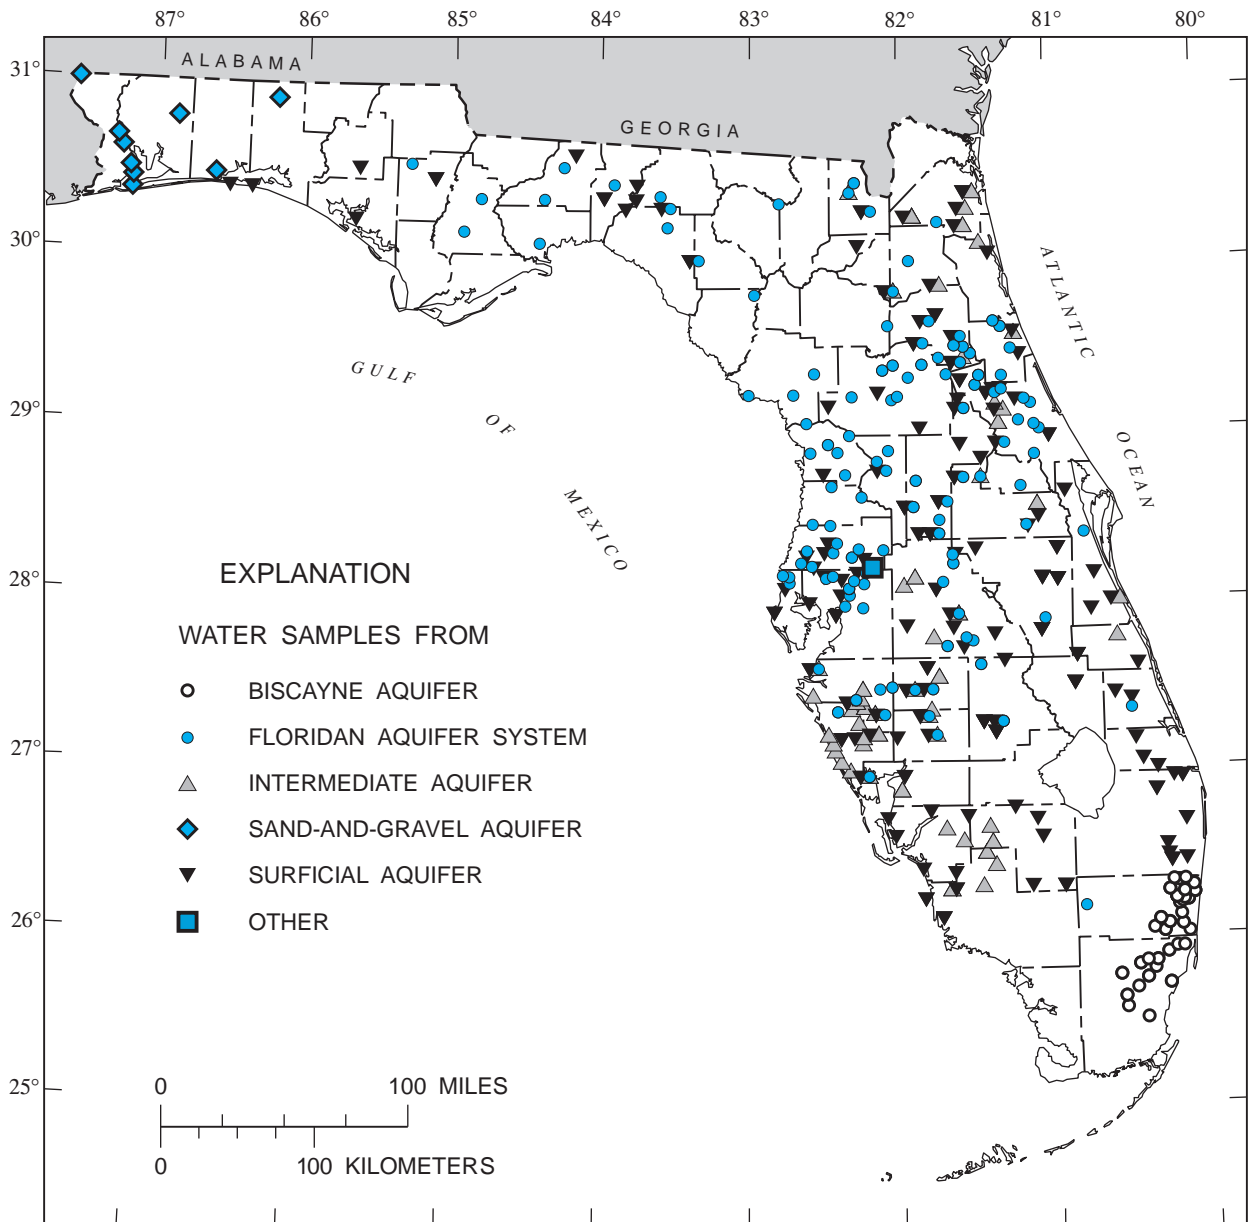 87° 86° 85° 84° 83° 82° 81° 80°
31°
ALABAMA
GEORGIA
30°
ATLANTIC
OCEAN
29°
GULF
OF
MEXICO
28°
EXPLANATION
WATER SAMPLES FROM
BISCAYNE AQUIFER
FLORIDAN AQUIFER SYSTEM
27°
INTERMEDIATE AQUIFER
SAND-AND-GRAVEL AQUIFER
SURFICIAL AQUIFER
26°
OTHER
25°
0 100 MILES
0 100 KILOMETERS